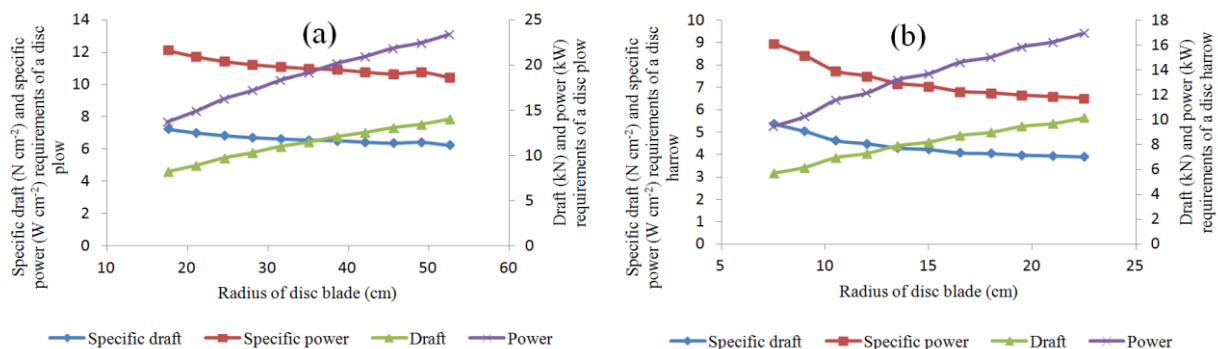 (a)
Specific draft (N cm-2) and specific
power (W cm-2) requirements of a disc
plow
14
12
10
8
6
4
2
0
10
20
30
40
50
60
Radius of disc blade (cm)
25
20
15
10
5
0
Draft (kN) and power (kW)
requirements of a disc plow
Specific draft
Specific power
Draft
Power
(b)
Specific draft (N cm-2) and specific
power (W cm-2) requirements of a disc
harrow
10
9
8
7
6
5
4
3
2
1
0
5
10
15
20
25
Radius of disc blade (cm)
18
16
14
12
10
8
6
4
2
0
Draft (kN) and power (kW)
requirements of a disc harrow
Specific draft
Specific power
Draft
Power